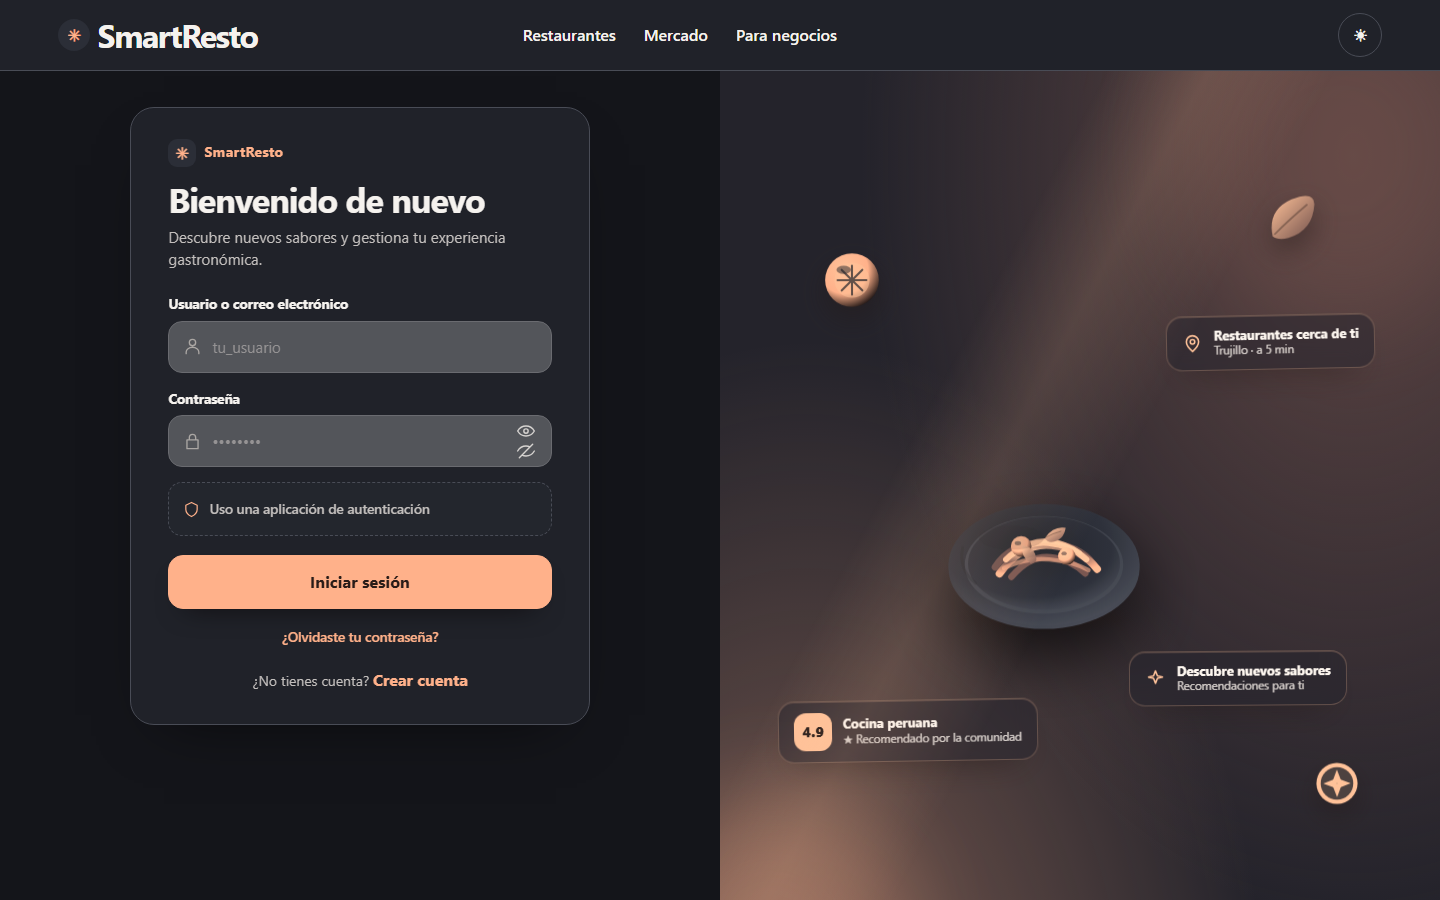 SmartResto
Restaurantes
Mercado
Para negocios
SmartResto
Bienvenido de nuevo
Descubre nuevos sabores y gestiona tu experiencia
gastronómica.
Usuario o correo electrónico
tu_usuario
Contraseña
••••••••
Uso una aplicación de autenticación
Iniciar sesión
¿Olvidaste tu contraseña?
¿No tienes cuenta? Crear cuenta
Restaurantes cerca de ti
Trujillo · a 5 min
Descubre nuevos sabores
Recomendaciones para ti
4.9
Cocina peruana
★ Recomendado por la comunidad